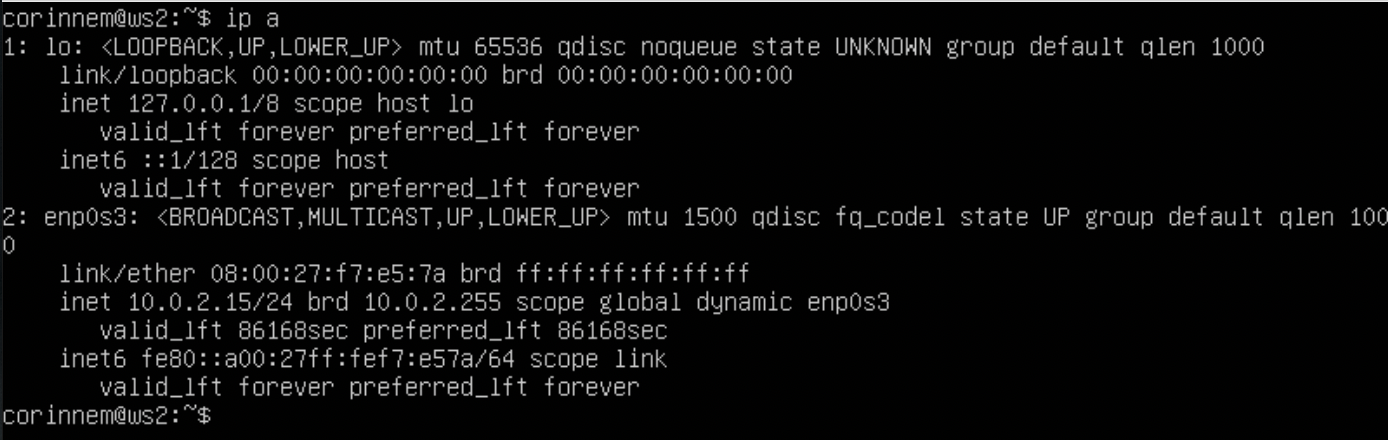 corinnem@ws2:~$ ip a
1: lo: <LOOPBACK,UP,LOWER_UP> mtu 65536 qdisc noqueue state UNKNOWN group default qlen 1000
    link/loopback 00:00:00:00:00:00 brd 00:00:00:00:00:00
    inet 127.0.0.1/8 scope host lo
       valid_lft forever preferred_lft forever
    inet6 ::1/128 scope host
       valid_lft forever preferred_lft forever
2: enp0s3: <BROADCAST,MULTICAST,UP,LOWER_UP> mtu 1500 qdisc fq_codel state UP group default qlen 100
0
    link/ether 08:00:27:f7:e5:7a brd ff:ff:ff:ff:ff:ff
    inet 10.0.2.15/24 brd 10.0.2.255 scope global dynamic enp0s3
       valid_lft 86168sec preferred_lft 86168sec
    inet6 fe80::a00:27ff:fef7:e57a/64 scope link
       valid_lft forever preferred_lft forever
corinnem@ws2:~$